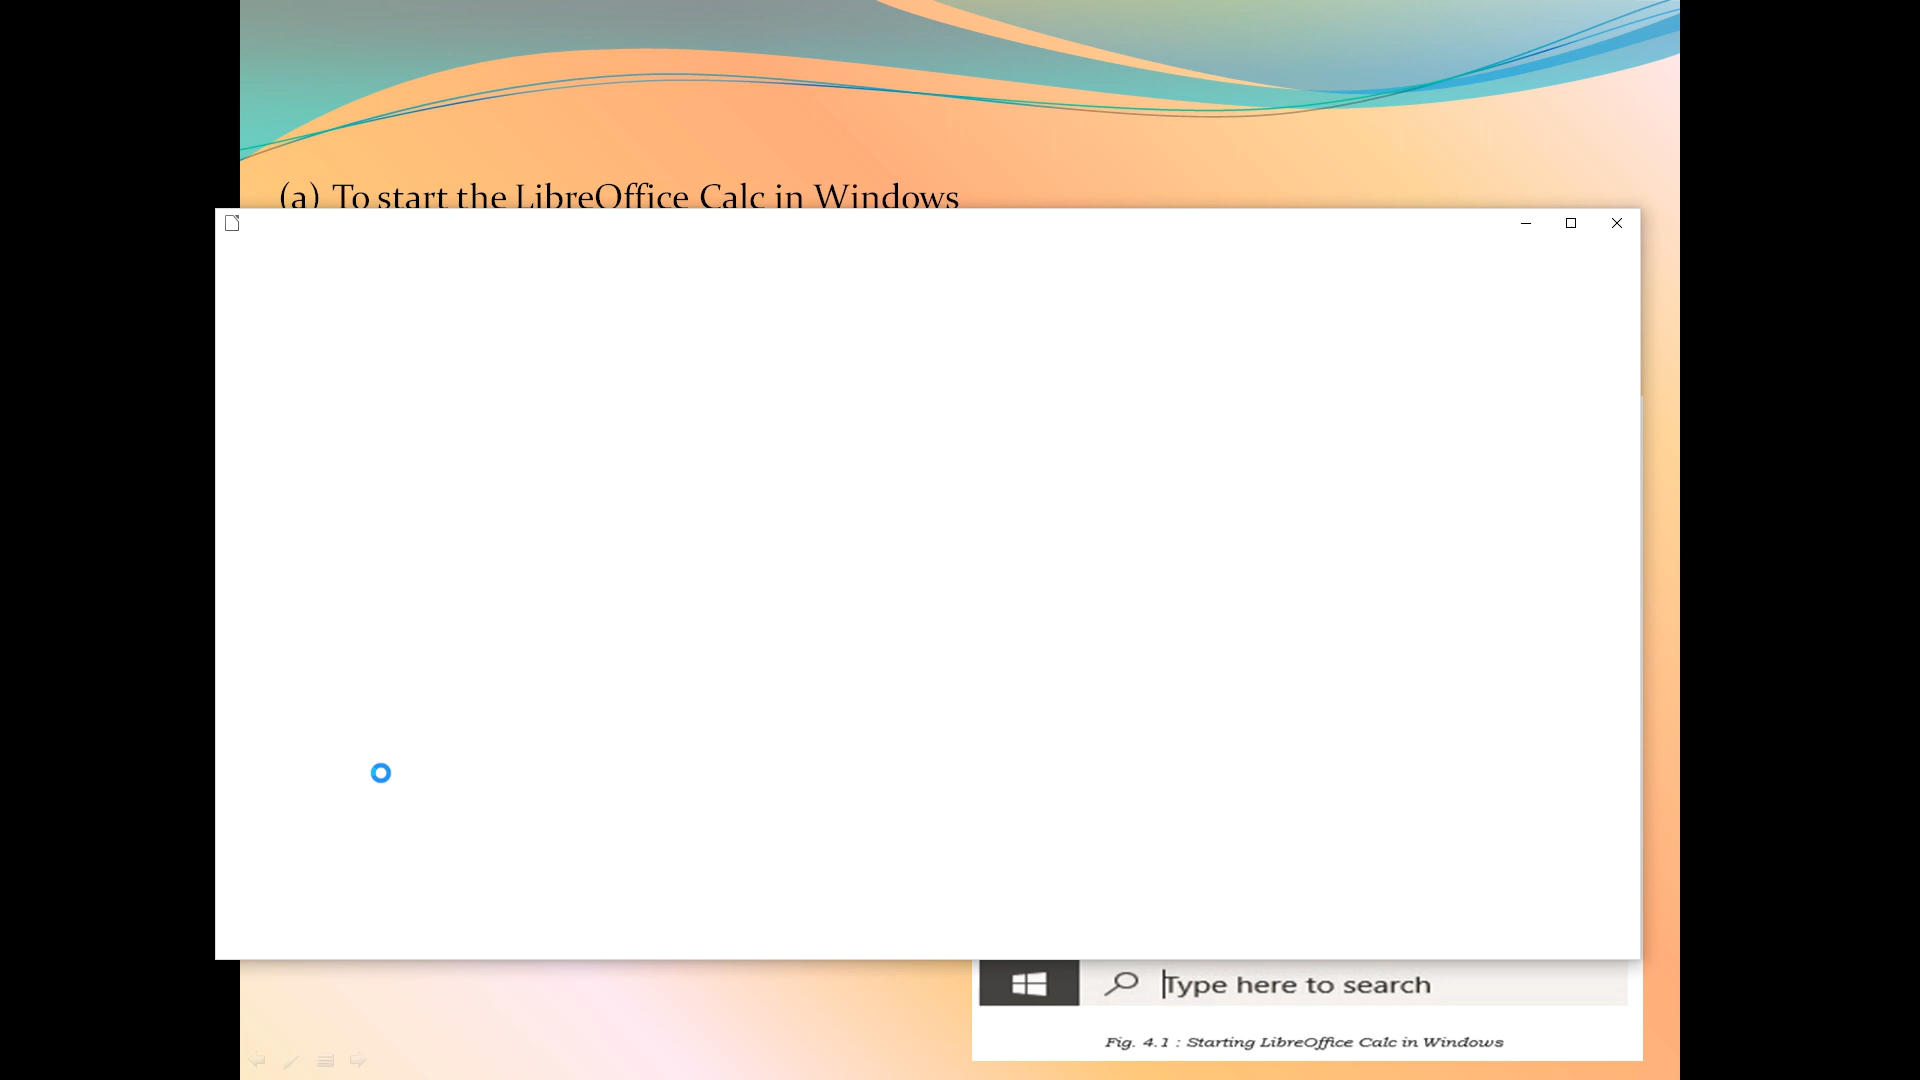 (a) To start the LibreOffice Calc in Windows
Type here to search
Fig. 4.1 : Starting LibreOffice Calc in Windows